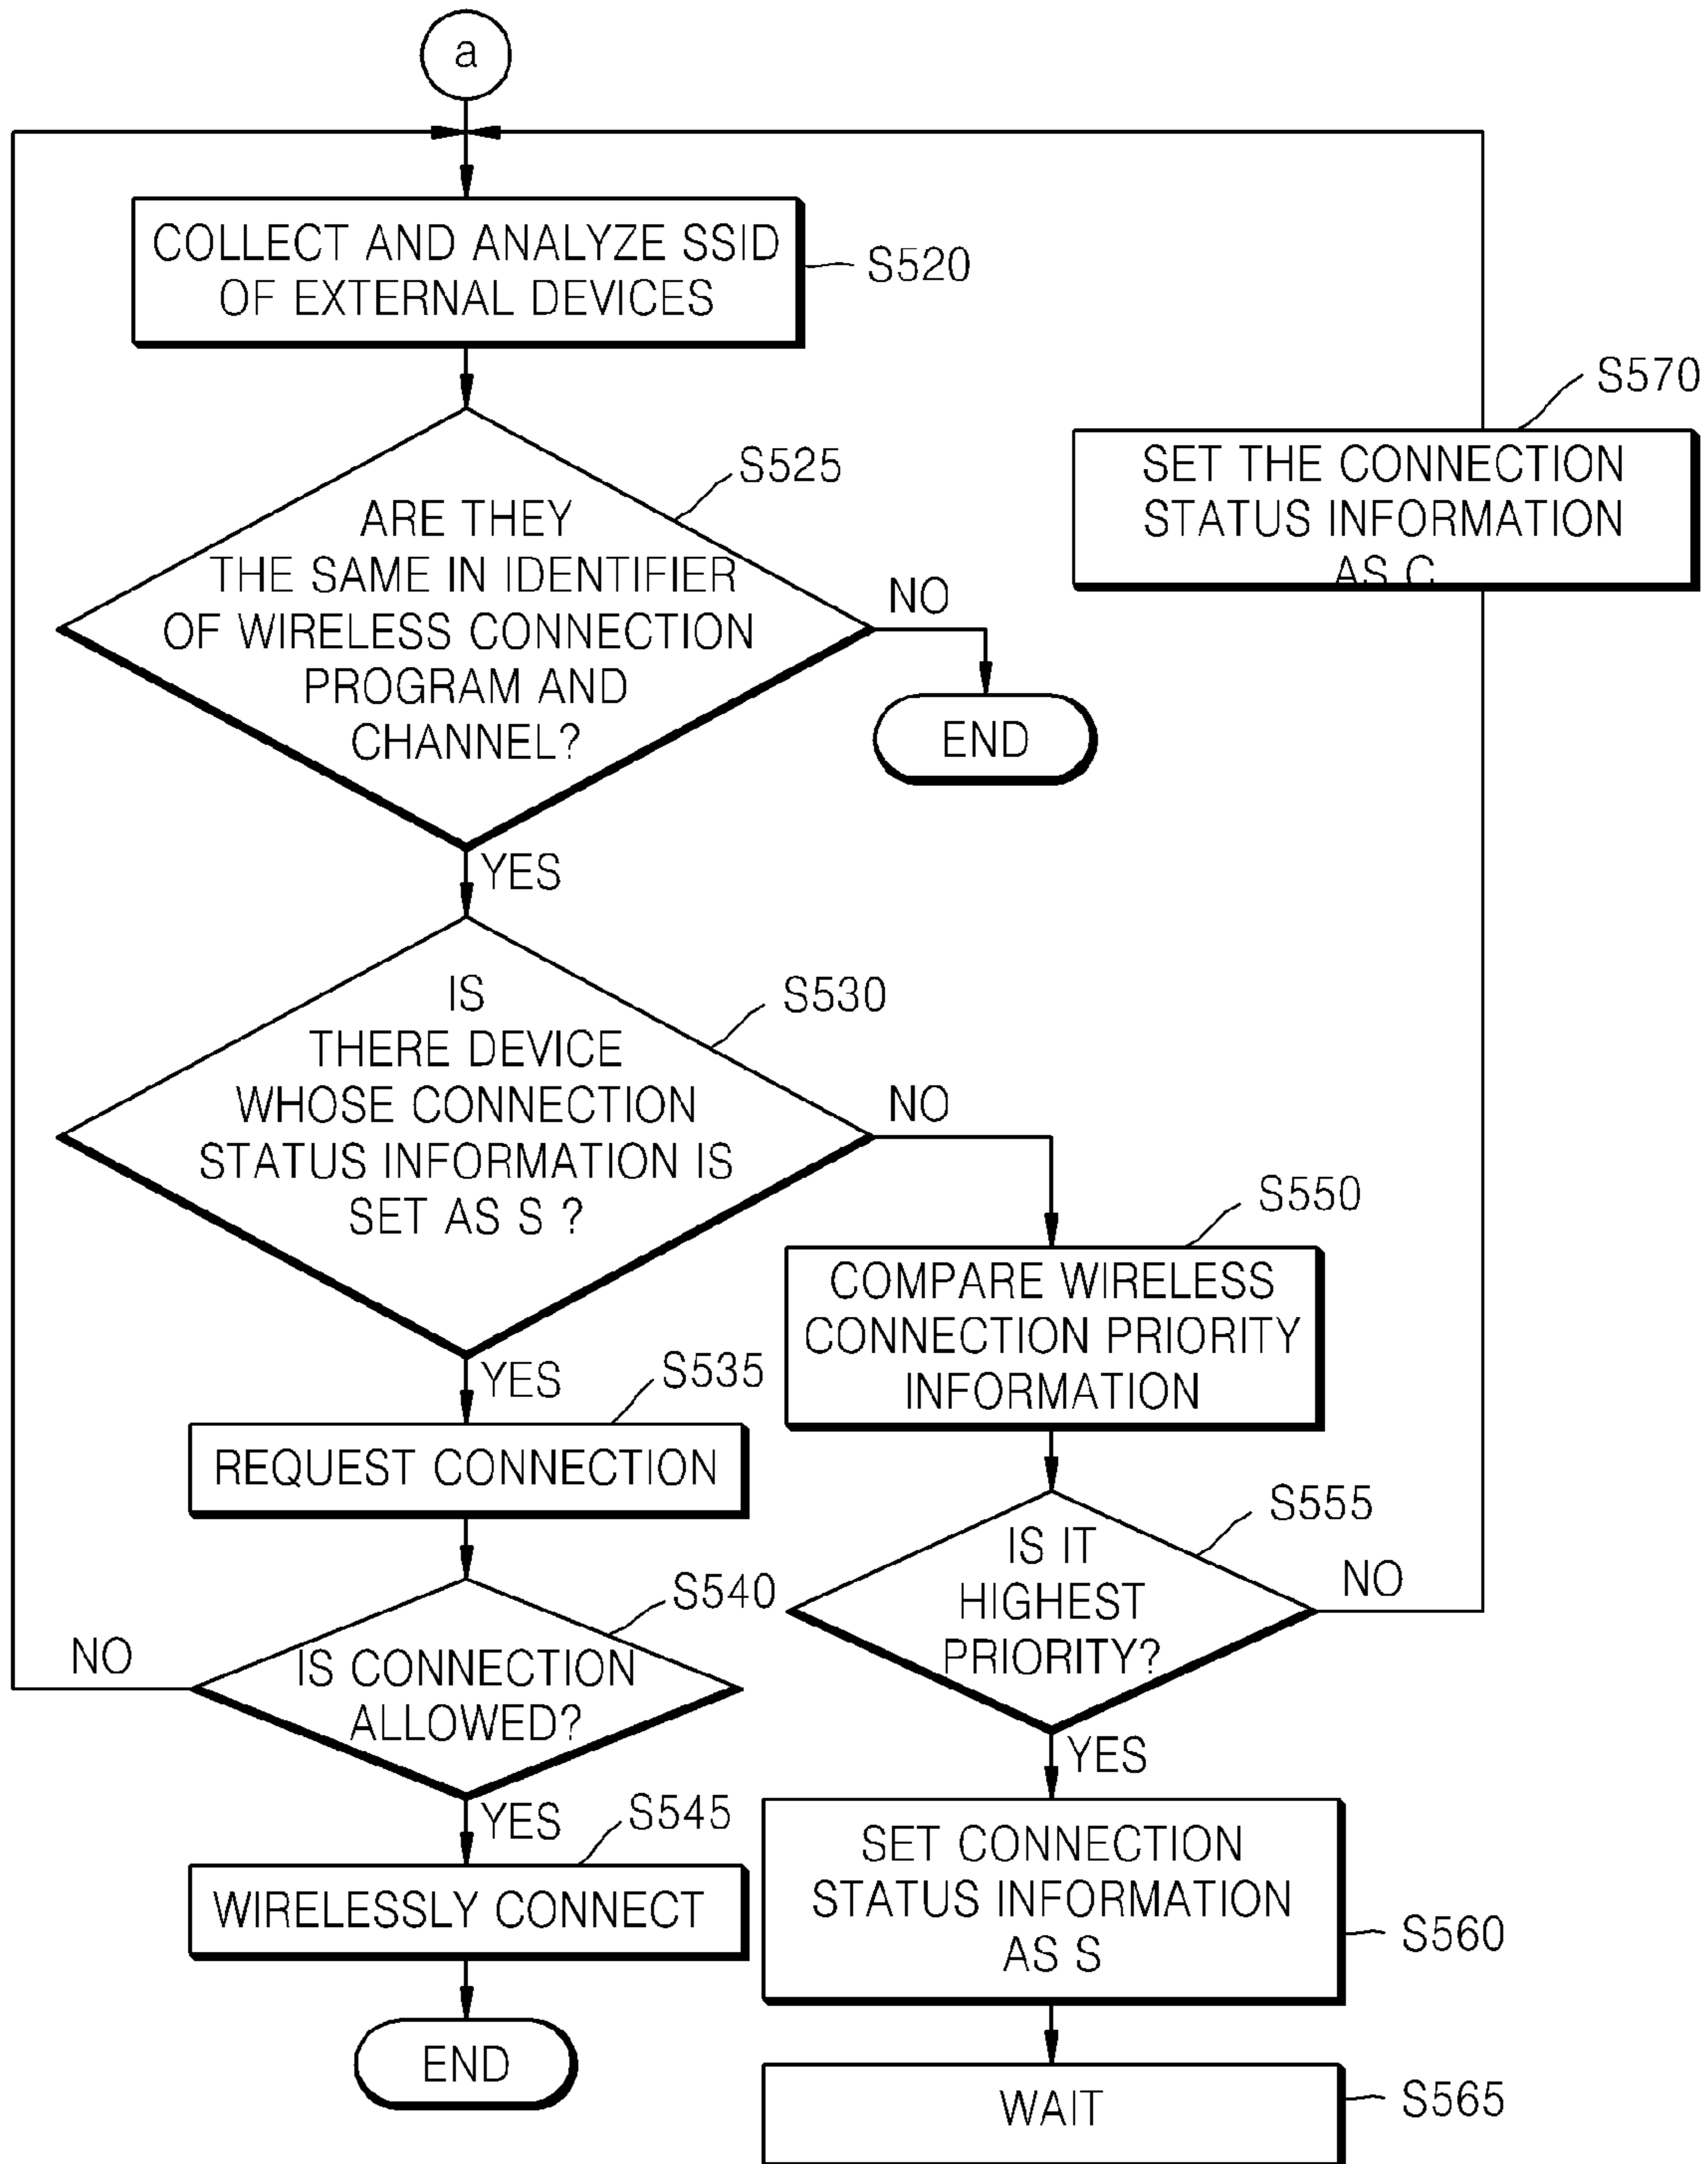 a
COLLECT AND ANALYZE SSID
OF EXTERNAL DEVICES
S520
S570
SET THE CONNECTION
STATUS INFORMATION
AS C
S525
ARE THEY
THE SAME IN IDENTIFIER
OF WIRELESS CONNECTION
PROGRAM AND
CHANNEL?
NO
END
YES
S530
IS
THERE DEVICE
WHOSE CONNECTION
STATUS INFORMATION IS
SET AS S ?
NO
S550
COMPARE WIRELESS
CONNECTION PRIORITY
INFORMATION
YES
S535
REQUEST CONNECTION
S555
IS IT
HIGHEST
PRIORITY?
NO
S540
IS CONNECTION
ALLOWED?
NO
YES
YES
S545
WIRELESSLY CONNECT
SET CONNECTION
STATUS INFORMATION
AS S
S560
END
WAIT
S565